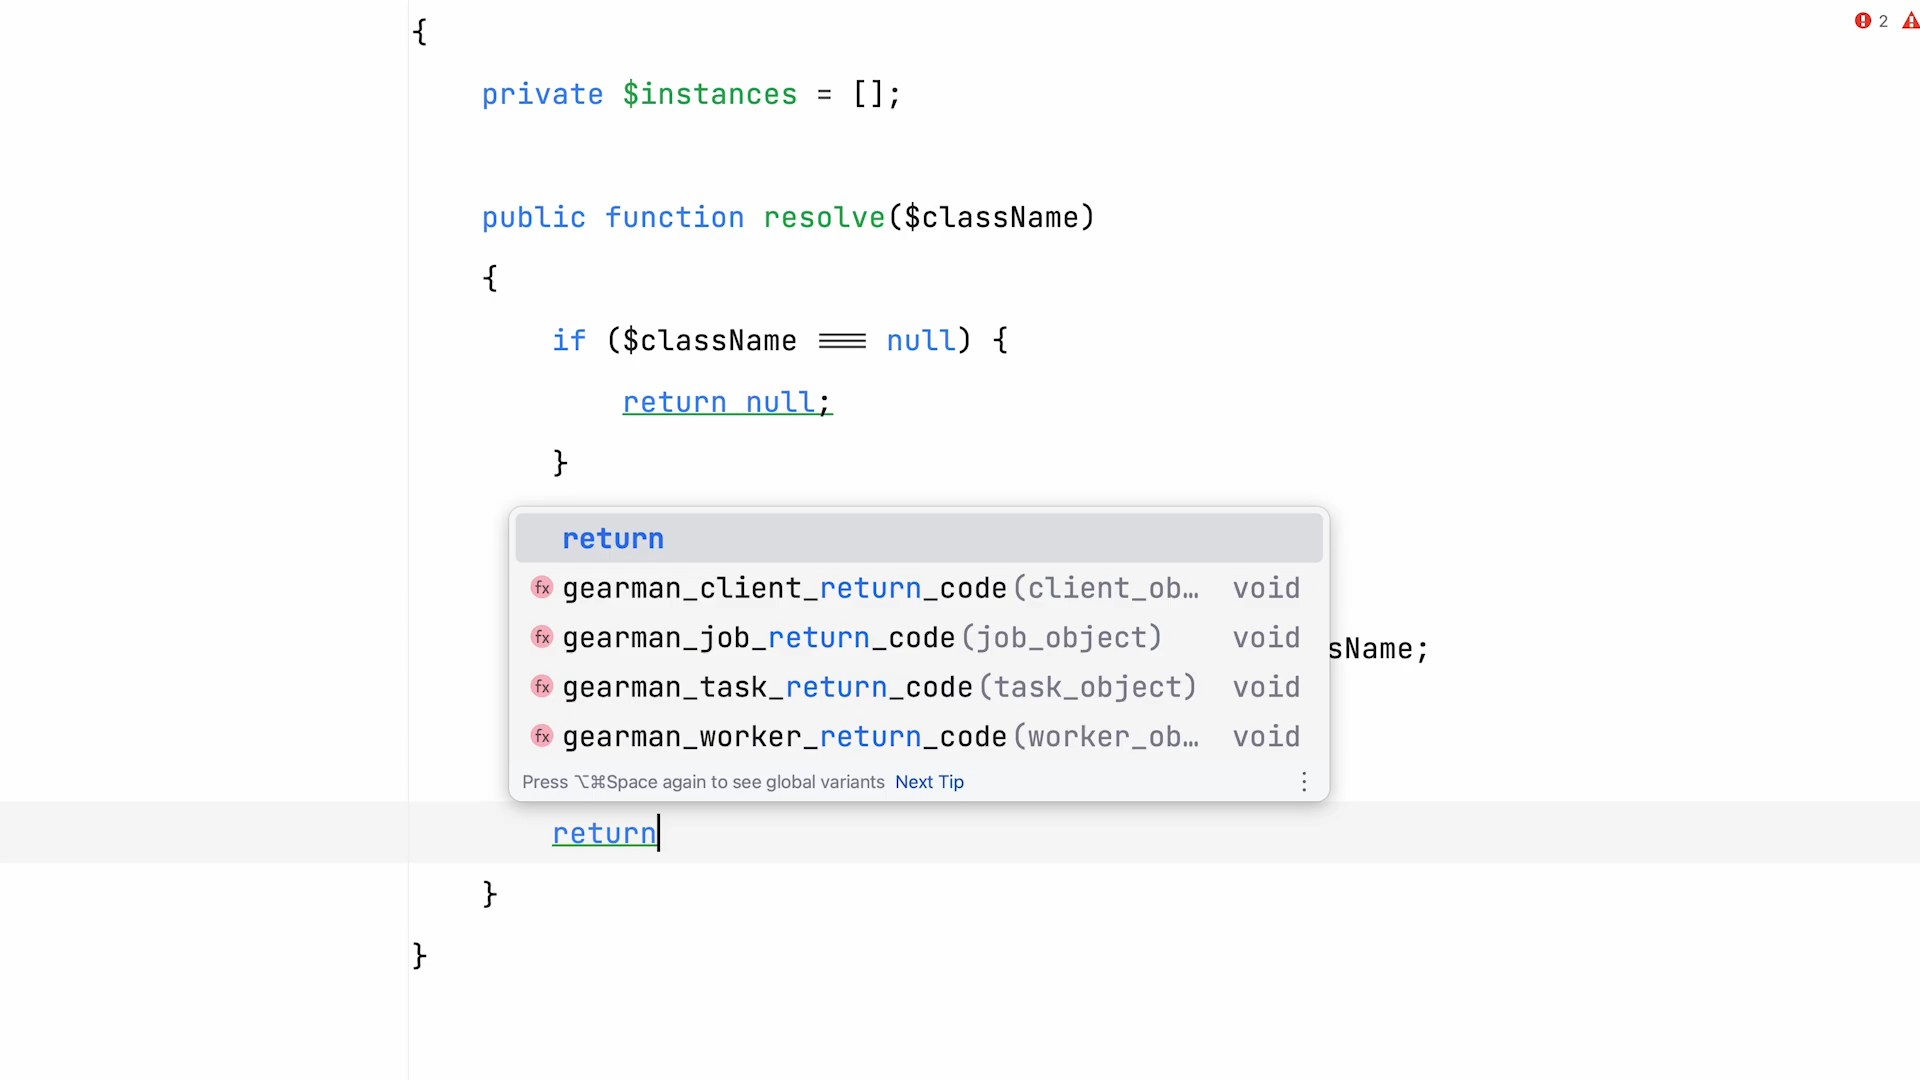 {
private $instances = [];
public function resolve($className)
{
if ($className === null) {
return null;
}
return
gearman_client_return_code(client_ob… void
gearman_job_return_code(job_object) void
sName;
gearman_task_return_code(task_object) void
gearman_worker_return_code(worker_ob… void
Press ⌥⌘Space again to see global variants Next Tip
return
}
}
2